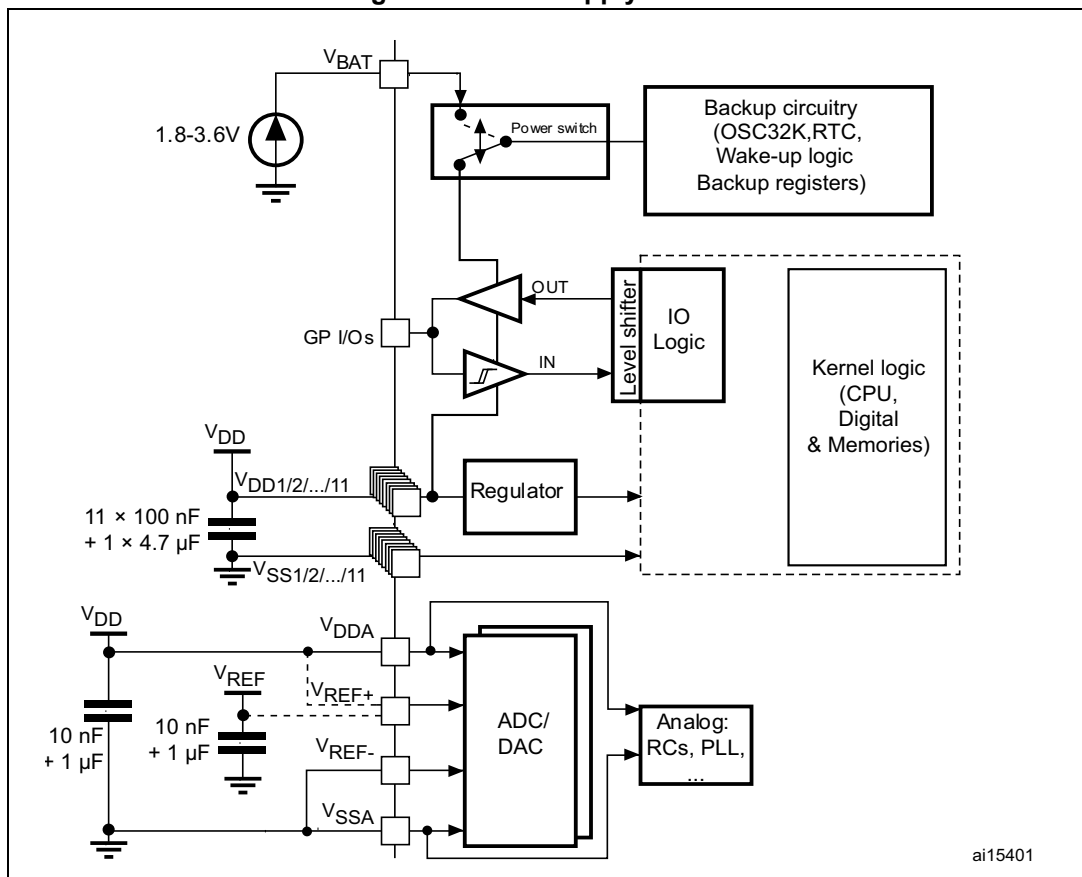 VBAT
1.8-3.6V
Power switch
Backup circuitry
(OSC32K,RTC,
Wake-up logic
Backup registers)
GP I/Os
OUT
IN
Level shifter
IO
Logic
Kernel logic
(CPU,
Digital
& Memories)
VDD
VDD1/2/.../11
11 × 100 nF
+ 1 × 4.7 μF
VSS1/2/.../11
Regulator
VDD
10 nF
+ 1 μF
VREF
10 nF
+ 1 μF
VDDA
VREF+
VREF-
VSSA
ADC/
DAC
Analog:
RCs, PLL,
...
ai15401